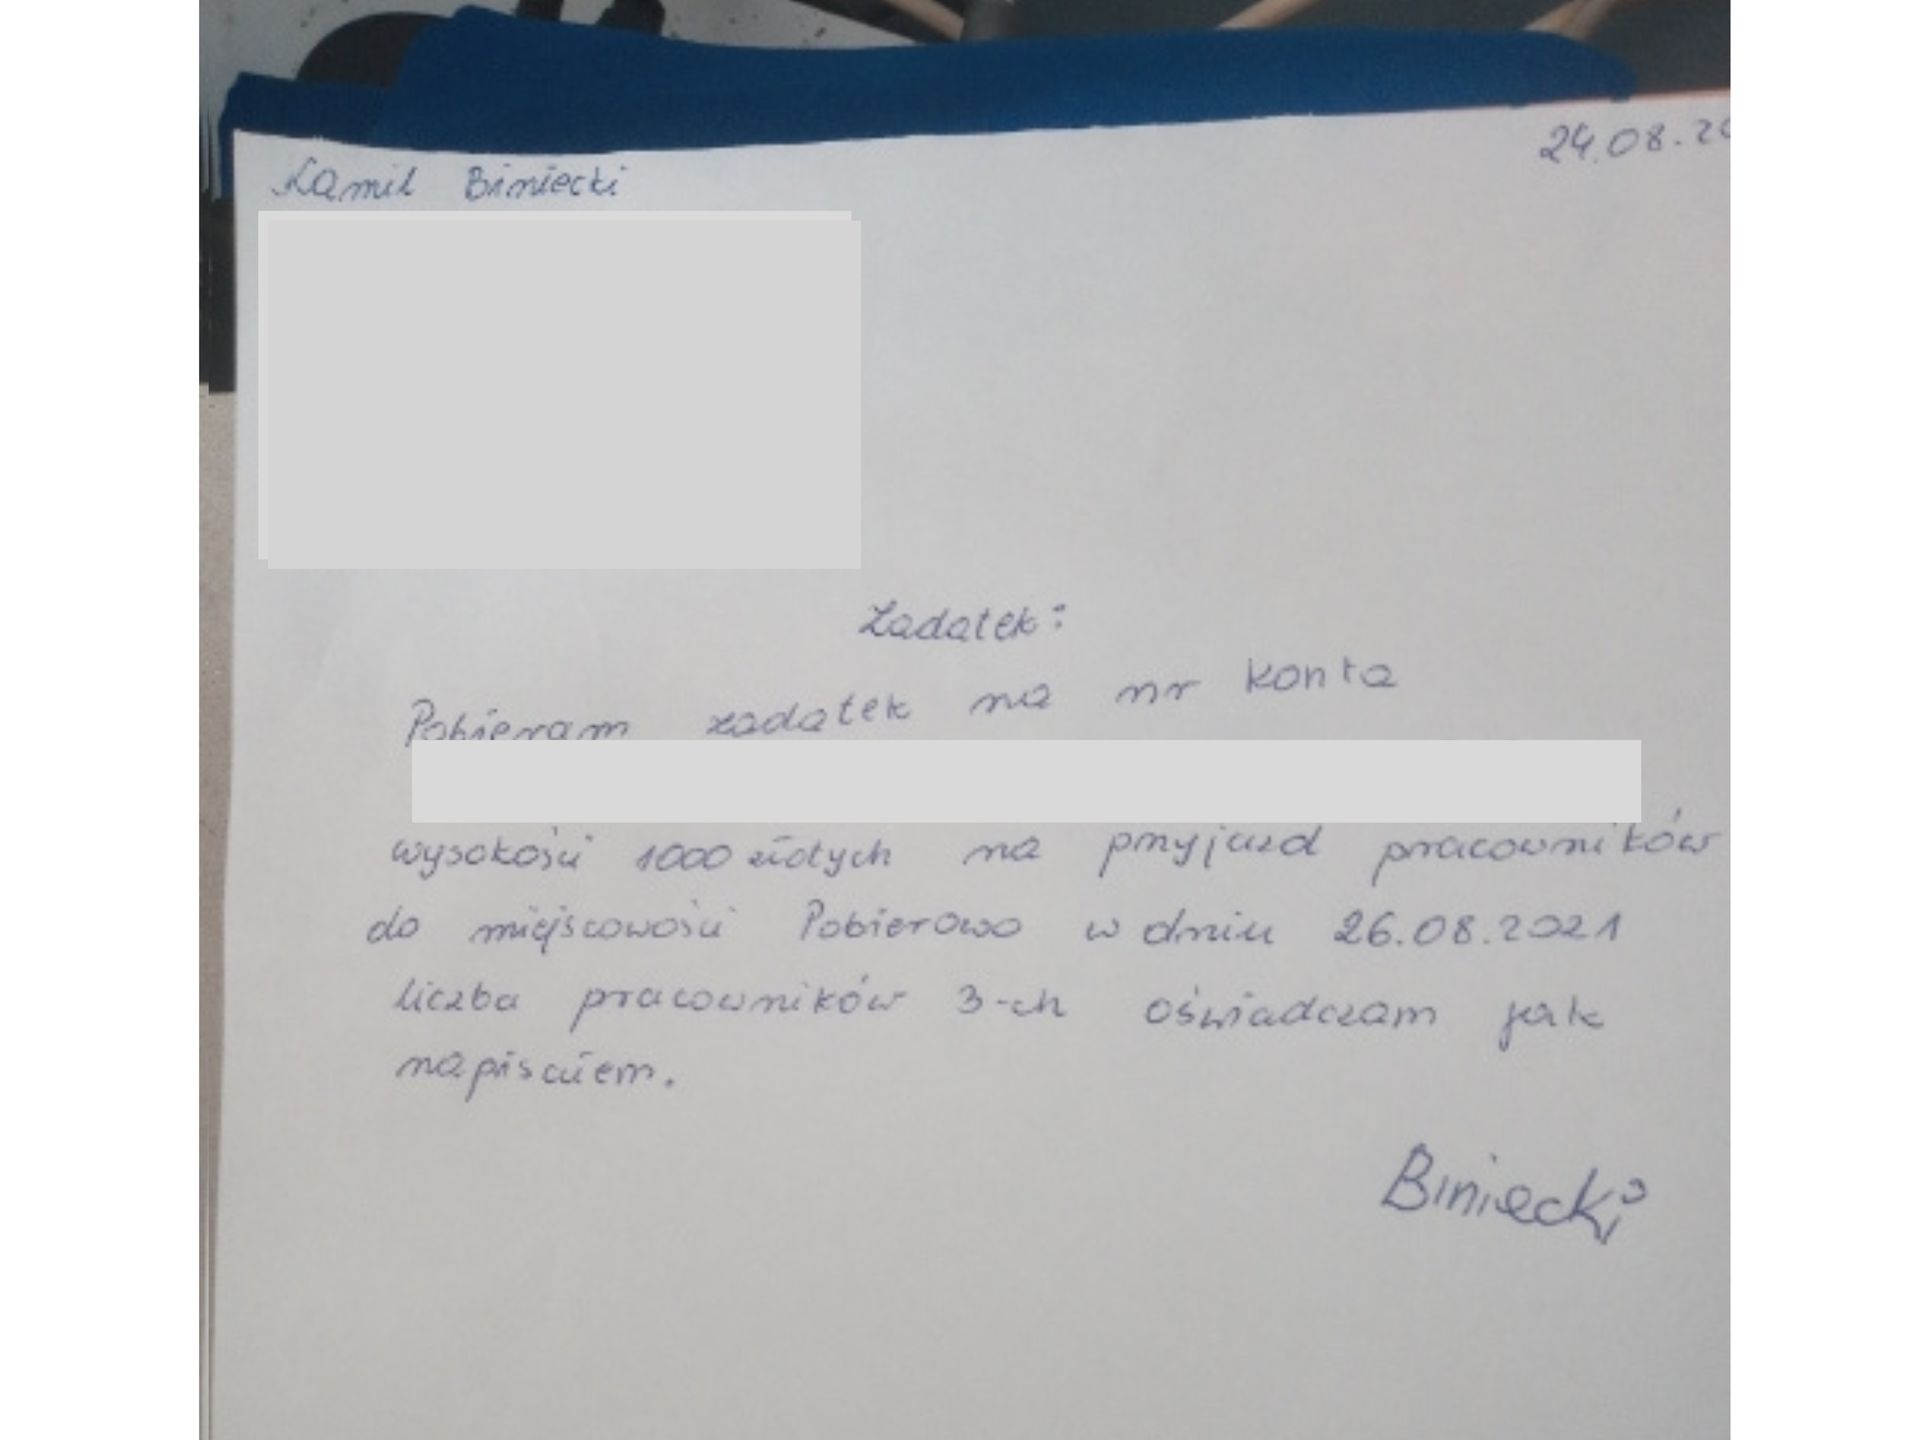 Kamil Biniecki
24.08.20
Zadatek:
Pobieram zadatek na nr konta
wysokości 1000 złotych na przyjazd pracowników
do miejscowości Pobierowo w dniu 26.08.2021
liczba pracowników 3-ch oświadczam jak
napisałem.
Biniecki